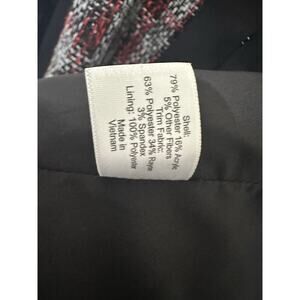 Shell:
79% Polyester 16% Acrylic
5% Other Fibers
Trim Fabric:
63% Polyester 34% Rayon
3% Spandex
Lining: 100% Polyester
Made in
Vietnam